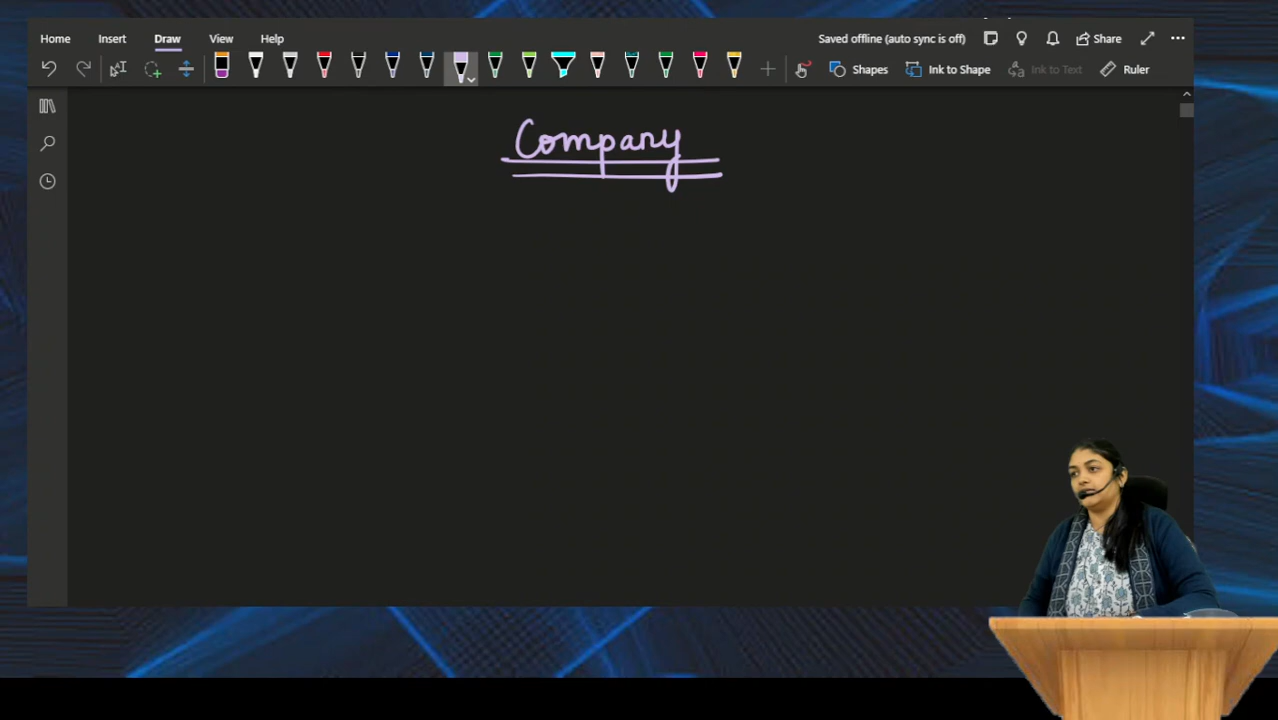 Home Insert Draw View Help Saved offline (auto sync is off) Share
Shapes Ink to Shape Ink to Text Ruler
Company